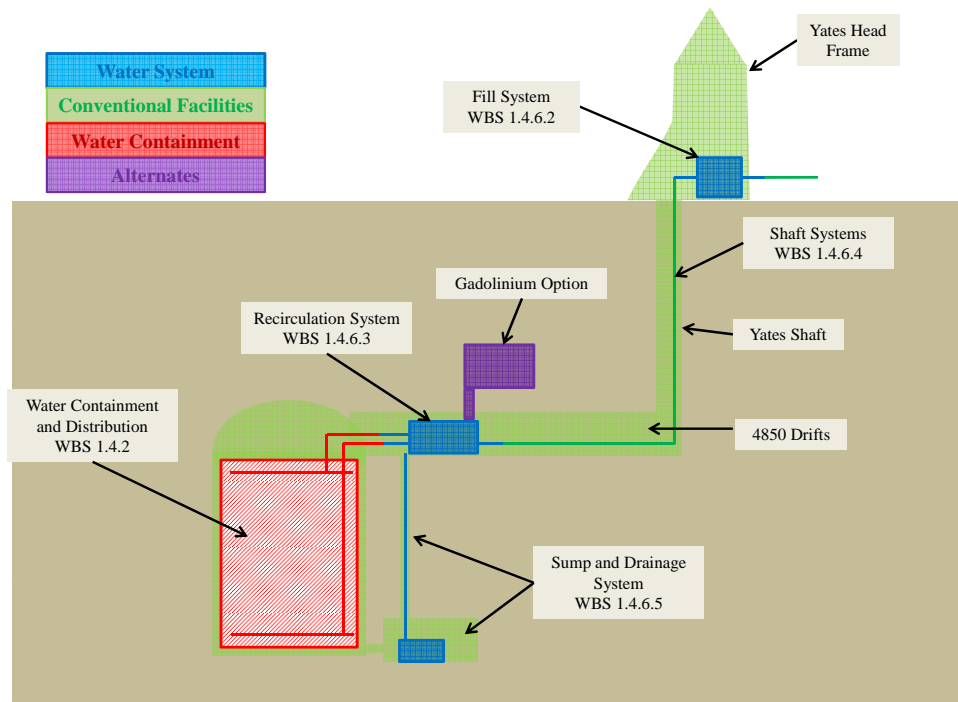 Water System
Conventional Facilities
Water Containment
Alternates
Yates Head
Frame
Fill System
WBS 1.4.6.2
Shaft Systems
WBS 1.4.6.4
Gadolinium Option
Recirculation System
WBS 1.4.6.3
Yates Shaft
Water Containment
and Distribution
WBS 1.4.2
4850 Drifts
Sump and Drainage
System
WBS 1.4.6.5